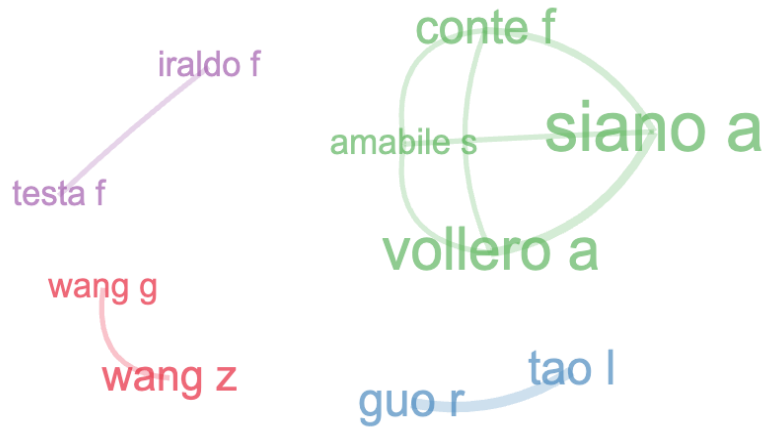 conte f
iraldo f
siano a
amabile s
testa f
vollero a
wang g
tao l
wang z
guo r